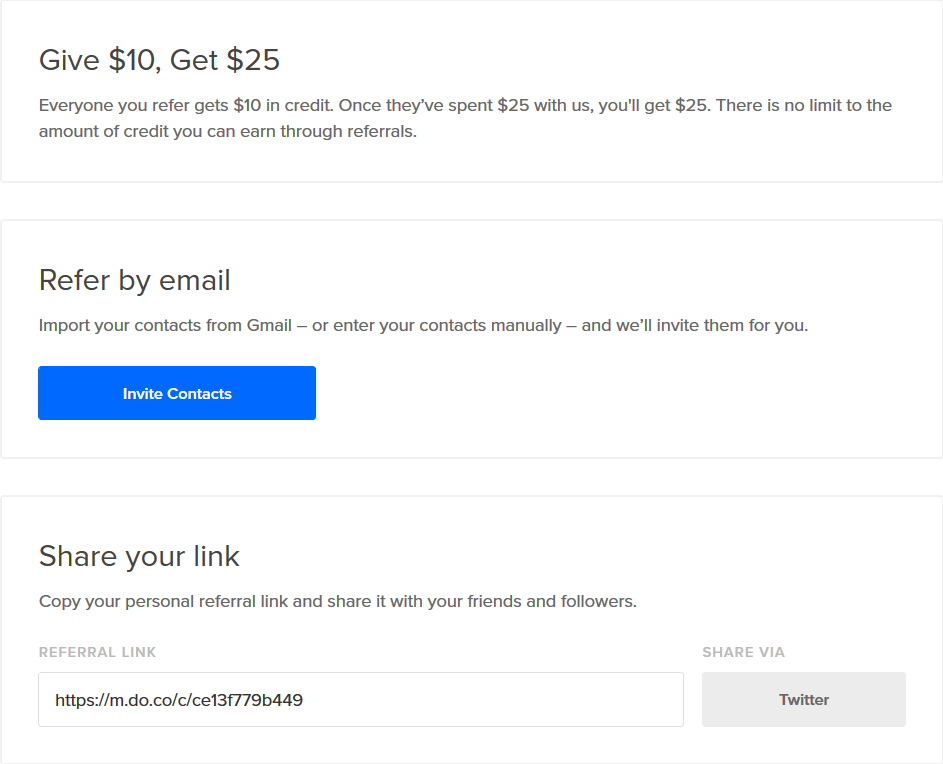 Give $10, Get $25
Everyone you refer gets $10 in credit. Once they’ve spent $25 with us, you'll get $25. There is no limit to the
amount of credit you can earn through referrals.
Refer by email
Import your contacts from Gmail – or enter your contacts manually – and we’ll invite them for you.
Invite Contacts
Share your link
Copy your personal referral link and share it with your friends and followers.
REFERRAL LINK
SHARE VIA
https://m.do.co/c/ce13f779b449
Twitter